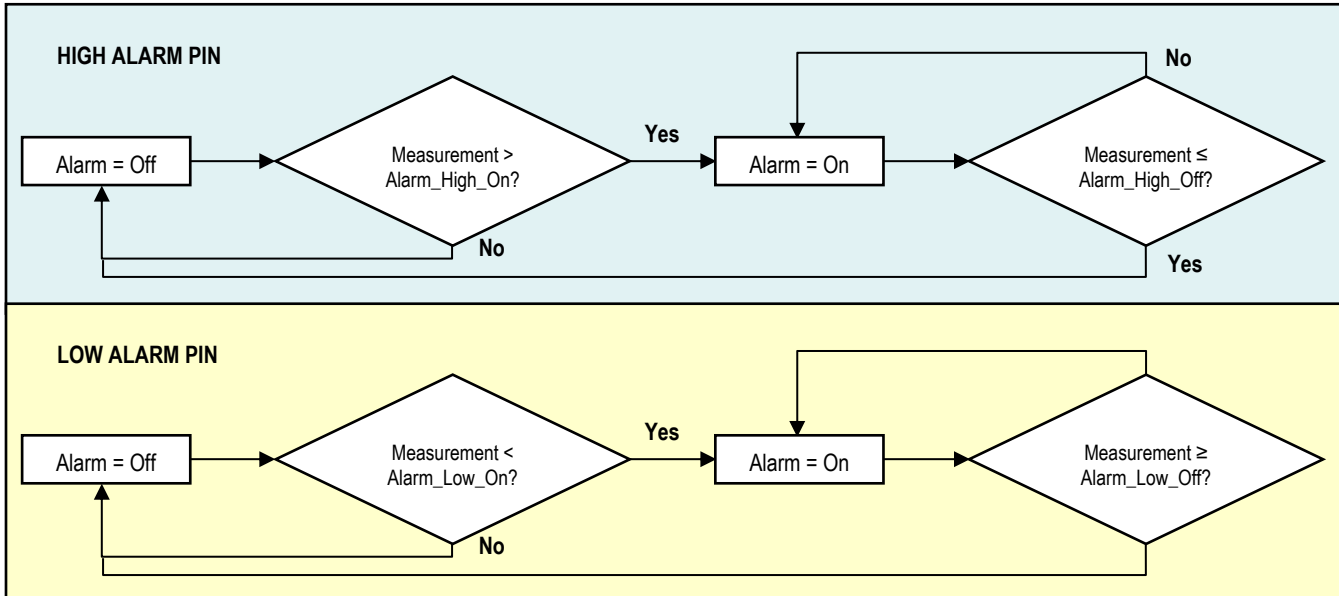 HIGH ALARM PIN
No
Yes
Alarm = Off
Measurement >
Alarm_High_On?
Alarm = On
Measurement ≤
Alarm_High_Off?
No
Yes
LOW ALARM PIN
Yes
Alarm = Off
Measurement <
Alarm_Low_On?
Alarm = On
Measurement ≥
Alarm_Low_Off?
No